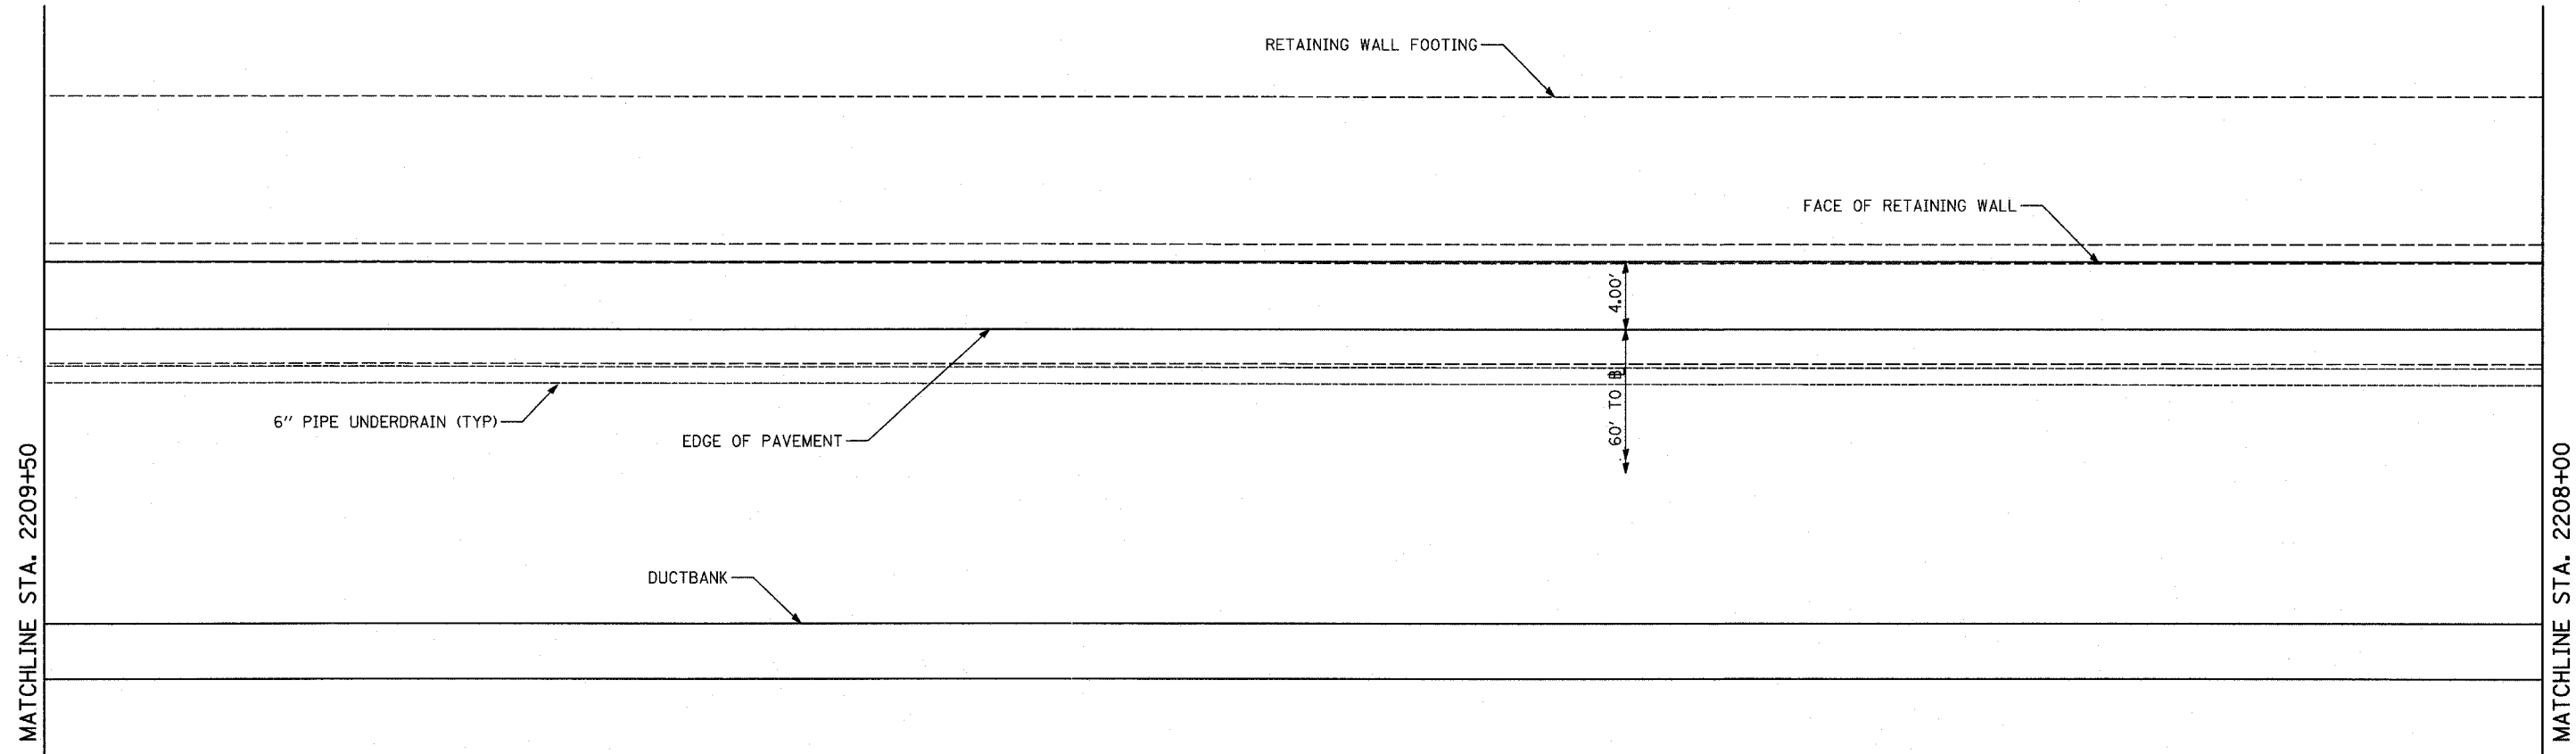 RETAINING WALL FOOTING
FACE OF RETAINING WALL
4.00'
60' TO B
6" PIPE UNDERDRAIN (TYP)
EDGE OF PAVEMENT
DUCTBANK
MATCHLINE STA. 2209+50
MATCHLINE STA. 2208+00